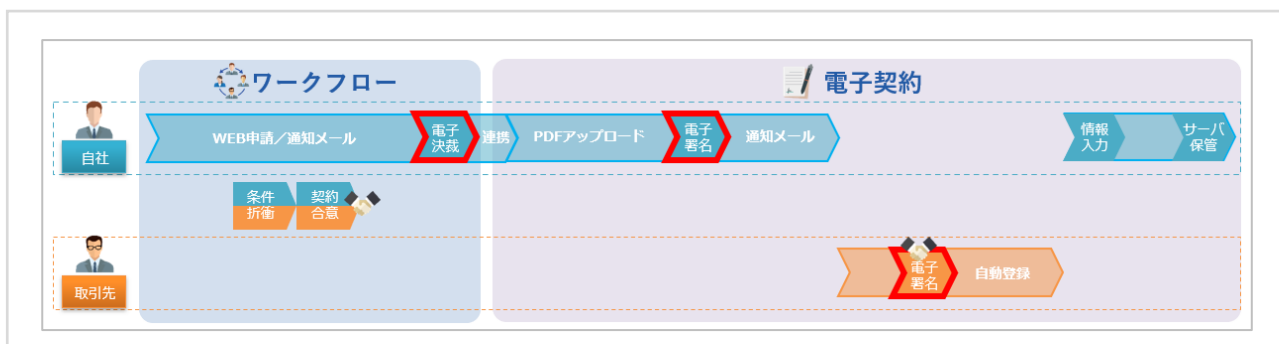 ワークフロー
電子契約
自社
WEB申請／通知メール
電子
決裁
連携
PDFアップロード
電子
署名
通知メール
情報
入力
サーバ
保管
条件
折衝
契約
合意
取引先
電子
署名
自動登録